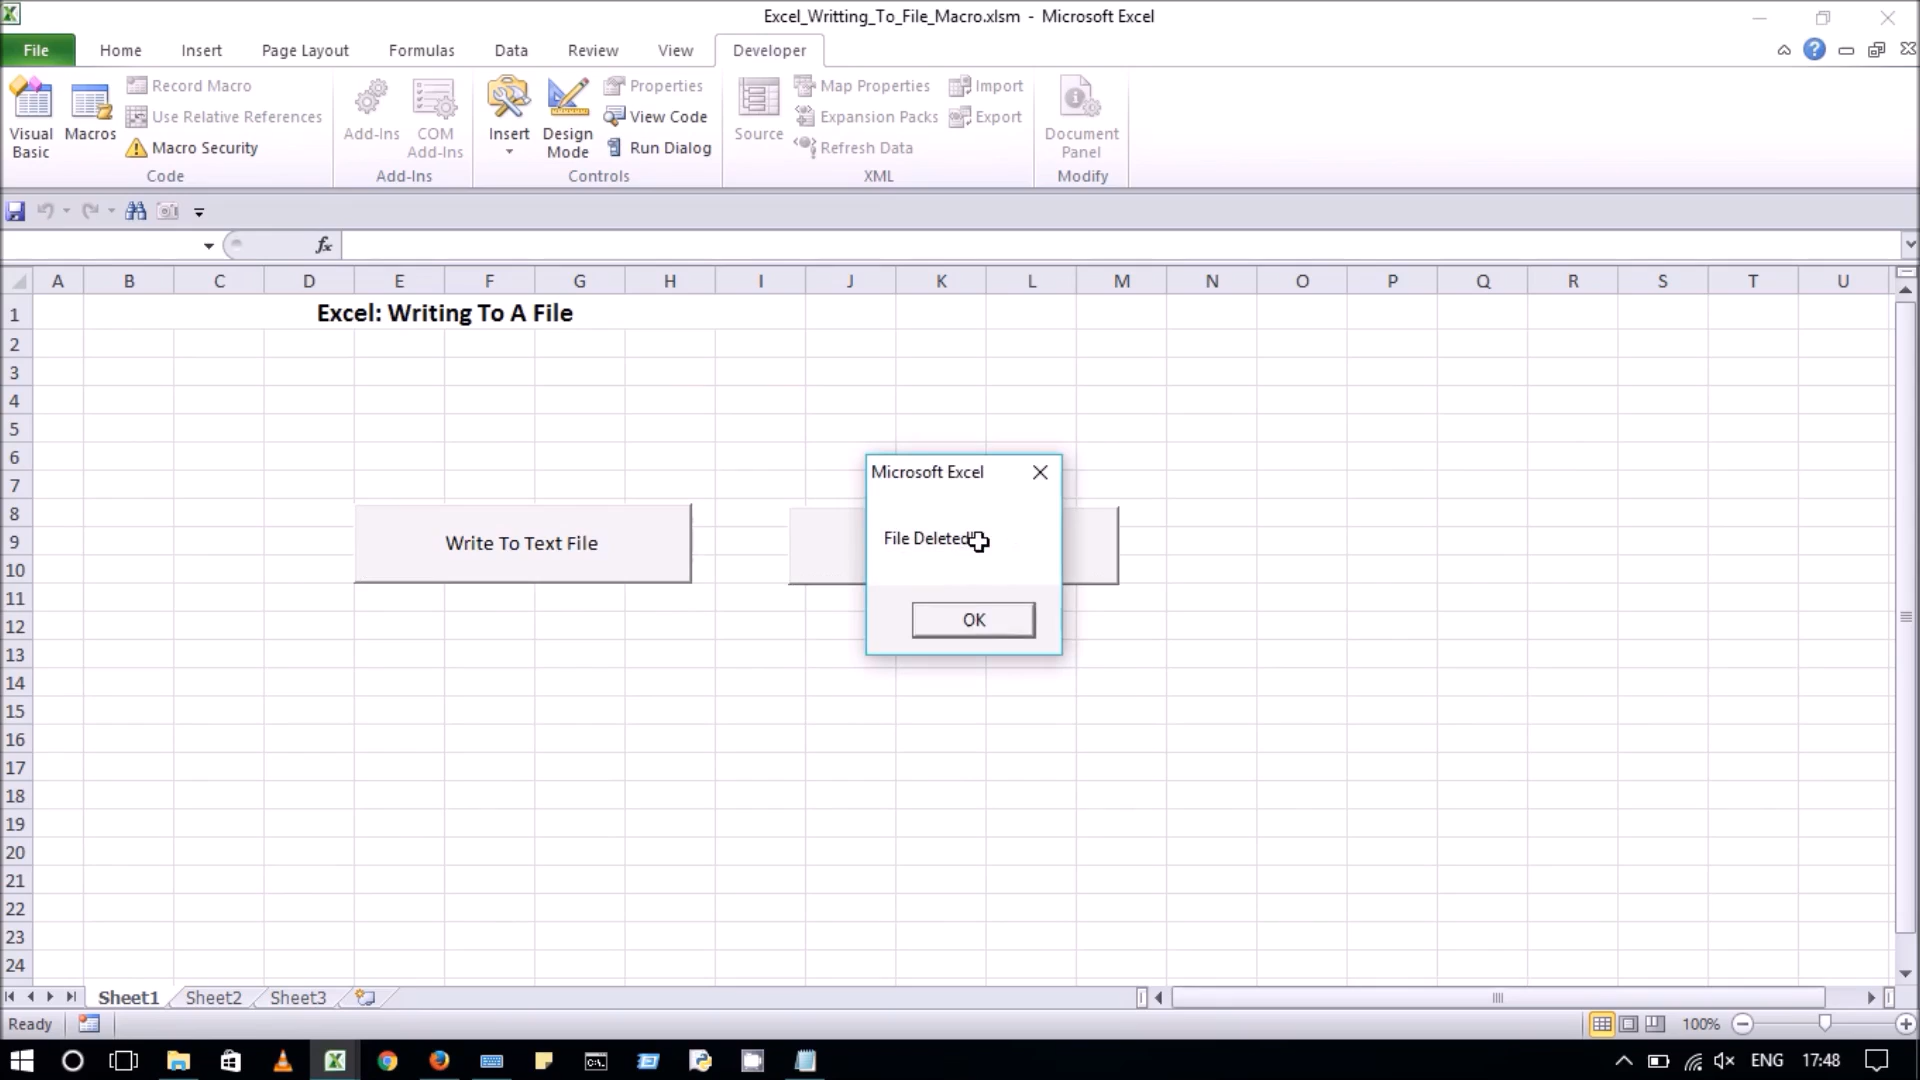 Excel_Writting_To_File_Macro.xlsm - Microsoft Excel
File Home Insert Page Layout Formulas Data Review View Developer
Visual Basic
Macros
Record Macro
Use Relative References
Macro Security
Code
Add-Ins
COM Add-Ins
Add-Ins
Insert
Design Mode
Properties
View Code
Run Dialog
Controls
Source
Map Properties
Expansion Packs
Refresh Data
Import
Export
XML
Document Panel
Modify
fx
A B C D E F G H I J K L M N O P Q R S T U
1 Excel: Writing To A File
2
3
4
5
6
7
8
9
10
11
12
13
14
15
16
17
18
19
20
21
22
23
24
Write To Text File
Microsoft Excel
File Deleted
OK
Sheet1 Sheet2 Sheet3
Ready
100%
ENG 17:48